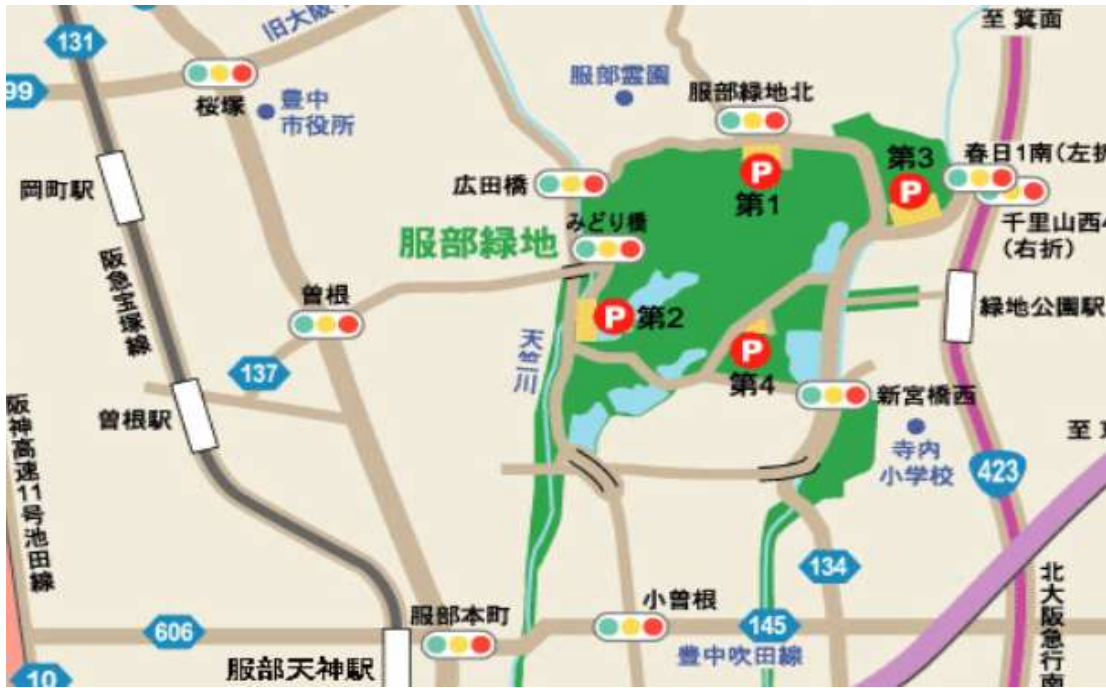 至 箕面
131
旧大阪
99
桜塚
豊中
市役所
服部霊園
服部緑地北
第3
春日1南(左折
岡町駅
広田橋
第1
みどり橋
千里山西4
(右折)
服部緑地
阪急宝塚線
曽根
緑地公園駅
第2
天竺川
137
第4
新宮橋西
阪神高速11号池田線
曽根駅
至
寺内
小学校
423
134
北大阪急行南
服部本町
小曽根
606
145
豊中吹田線
服部天神駅
10
P
P
P
P